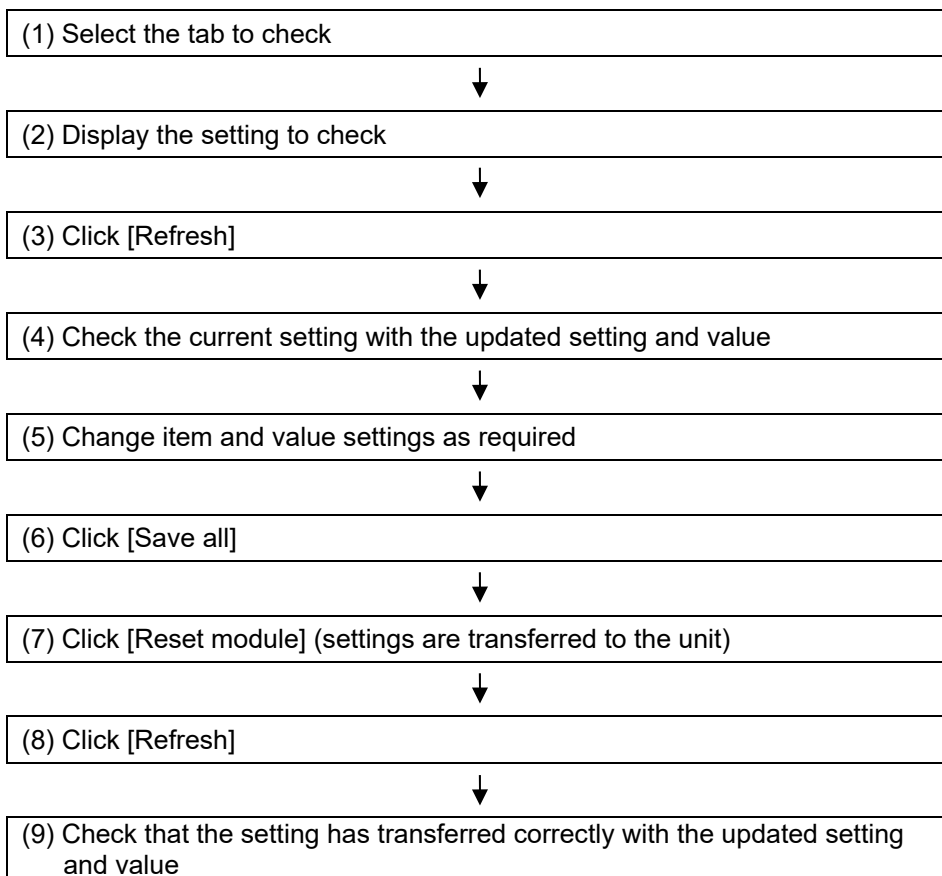 (1) Select the tab to check
(2) Display the setting to check
(3) Click [Refresh]
(4) Check the current setting with the updated setting and value
(5) Change item and value settings as required
(6) Click [Save all]
(7) Click [Reset module] (settings are transferred to the unit)
(8) Click [Refresh]
(9) Check that the setting has transferred correctly with the updated setting
and value